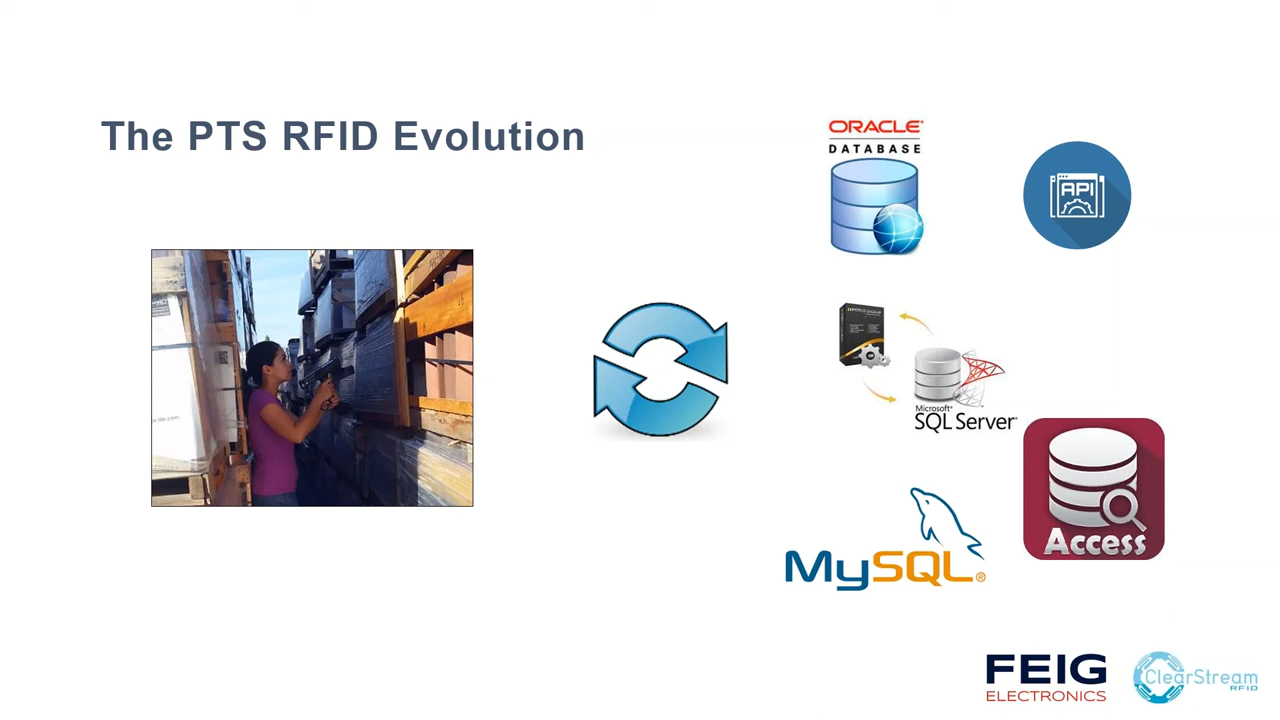 The PTS RFID Evolution
ORACLE®
DATABASE
API
Microsoft®
SQL Server®
Access
MySQL®
FEIG
ELECTRONICS
ClearStream
RFID